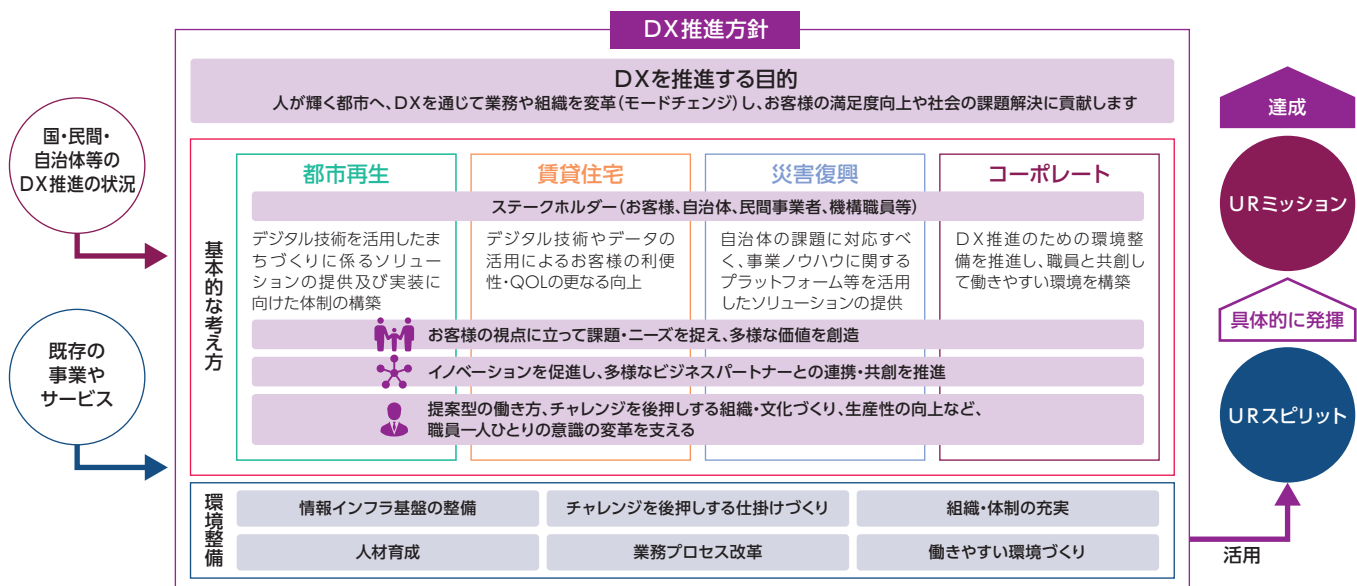 DX推進方針
DXを推進する目的
人が輝く都市へ、DXを通じて業務や組織を変革(モードチェンジ)し、お客様の満足度向上や社会の課題解決に貢献します
国・民間・
自治体等の
DX推進の状況
既存の
事業や
サービス
基本的な考え方
都市再生
賃貸住宅
災害復興
コーポレート
ステークホルダー(お客様、自治体、民間事業者、機構職員等)
デジタル技術を活用したま
ちづくりに係るソリュー
ションの提供及び実装に
向けた体制の構築
デジタル技術やデータの
活用によるお客様の利便
性・QOLの更なる向上
自治体の課題に対応すべ
く、事業ノウハウに関する
プラットフォーム等を活用
したソリューションの提供
DX推進のための環境整
備を推進し、職員と共創し
て働きやすい環境を構築
お客様の視点に立って課題・ニーズを捉え、多様な価値を創造
イノベーションを促進し、多様なビジネスパートナーとの連携・共創を推進
提案型の働き方、チャレンジを後押しする組織・文化づくり、生産性の向上など、
職員一人ひとりの意識の変革を支える
環境整備
情報インフラ基盤の整備
チャレンジを後押しする仕掛けづくり
組織・体制の充実
人材育成
業務プロセス改革
働きやすい環境づくり
達成
URミッション
具体的に発揮
URスピリット
活用